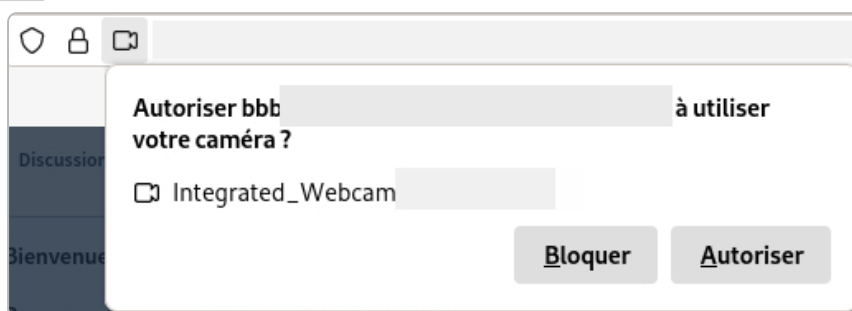 Autoriser bbb à utiliser
votre caméra ?
Discussion
Integrated_Webcam
Bienvenue
Bloquer Autoriser